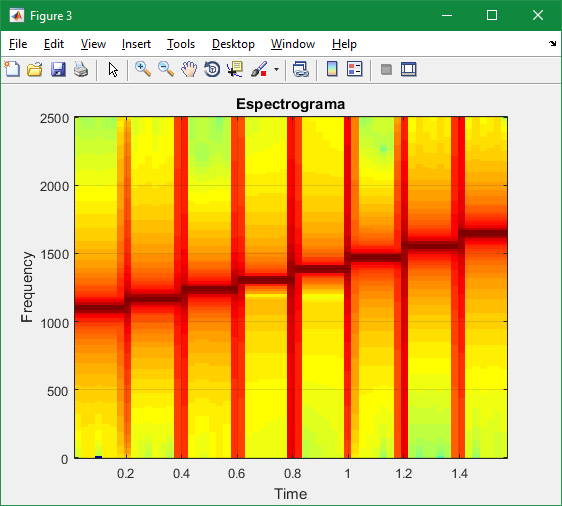 Figure 3
File Edit View Insert Tools Desktop Window Help
Espectrograma
2500
2000
1500
1000
500
0
Frequency
0.2 0.4 0.6 0.8 1 1.2 1.4
Time